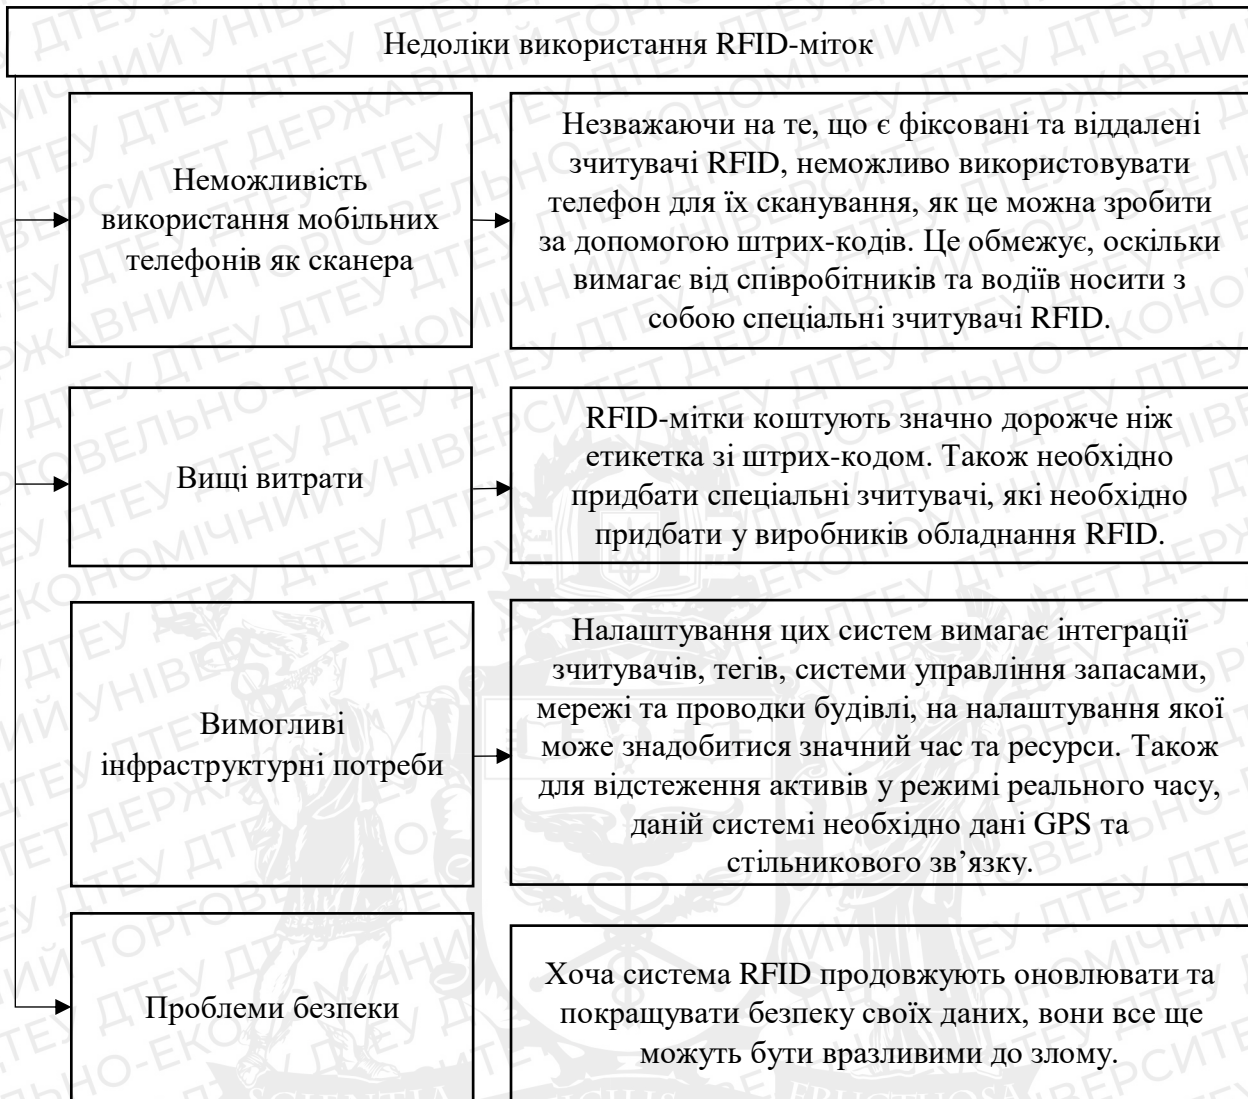 Недоліки використання RFID-міток
Неможливість
використання мобільних
телефонів як сканера
Незважаючи на те, що є фіксовані та віддалені
зчитувачі RFID, неможливо використовувати
телефон для їх сканування, як це можна зробити
за допомогою штрих-кодів. Це обмежує, оскільки
вимагає від співробітників та водіїв носити з
собою спеціальні зчитувачі RFID.
Вищі витрати
RFID-мітки коштують значно дорожче ніж
етикетка зі штрих-кодом. Також необхідно
придбати спеціальні зчитувачі, які необхідно
придбати у виробників обладнання RFID.
Вимогливі
інфраструктурні потреби
Налаштування цих систем вимагає інтеграції
зчитувачів, тегів, системи управління запасами,
мережі та проводки будівлі, на налаштування якої
може знадобитися значний час та ресурси. Також
для відстеження активів у режимі реального часу,
даній системі необхідно дані GPS та
стільникового зв’язку.
Проблеми безпеки
Хоча система RFID продовжують оновлювати та
покращувати безпеку своїх даних, вони все ще
можуть бути вразливими до злому.